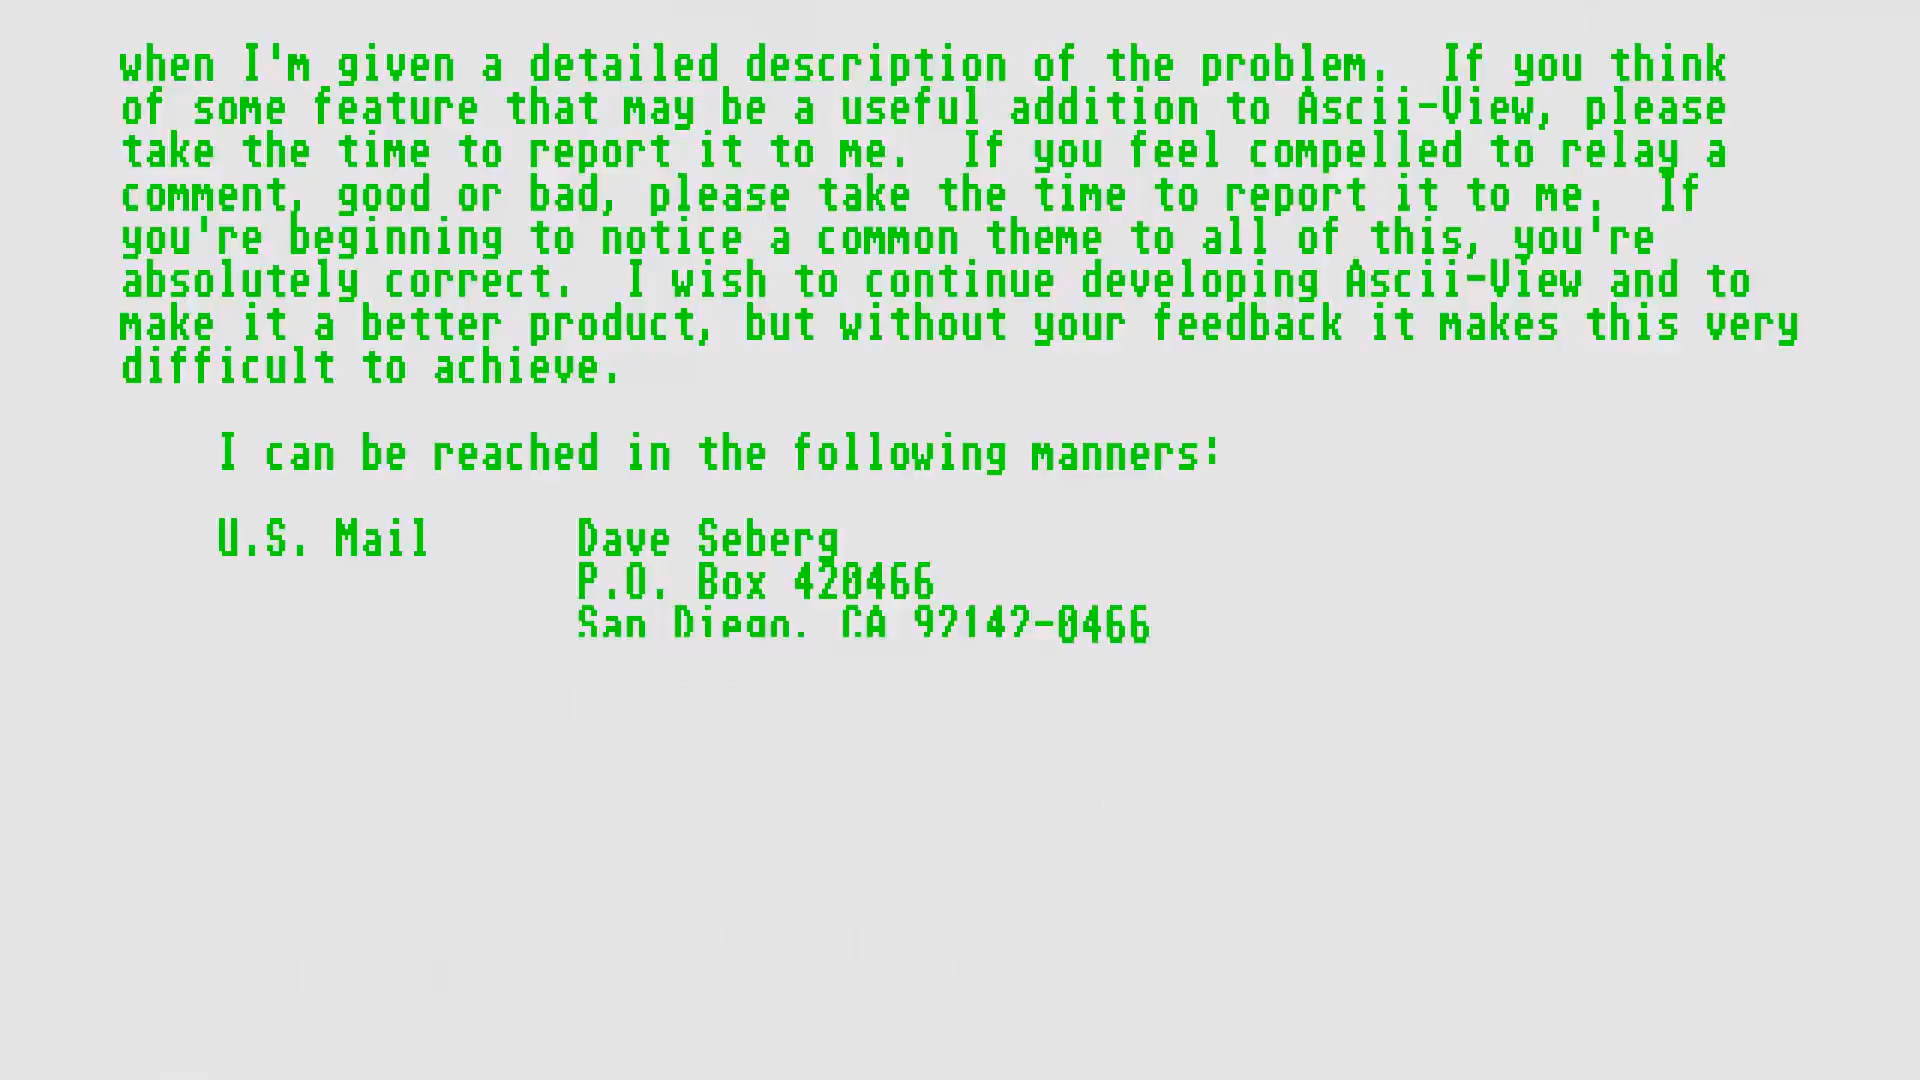 when I'm given a detailed description of the problem.  If you think
of some feature that may be a useful addition to Ascii-View, please
take the time to report it to me.  If you feel compelled to relay a
comment, good or bad, please take the time to report it to me.  If
you're beginning to notice a common theme to all of this, you're
absolutely correct.  I wish to continue developing Ascii-View and to
make it a better product, but without your feedback it makes this very
difficult to achieve.
I can be reached in the following manners:
U.S. Mail      Dave Seberg
P.O. Box 420466
San Diego, CA 92142-0466